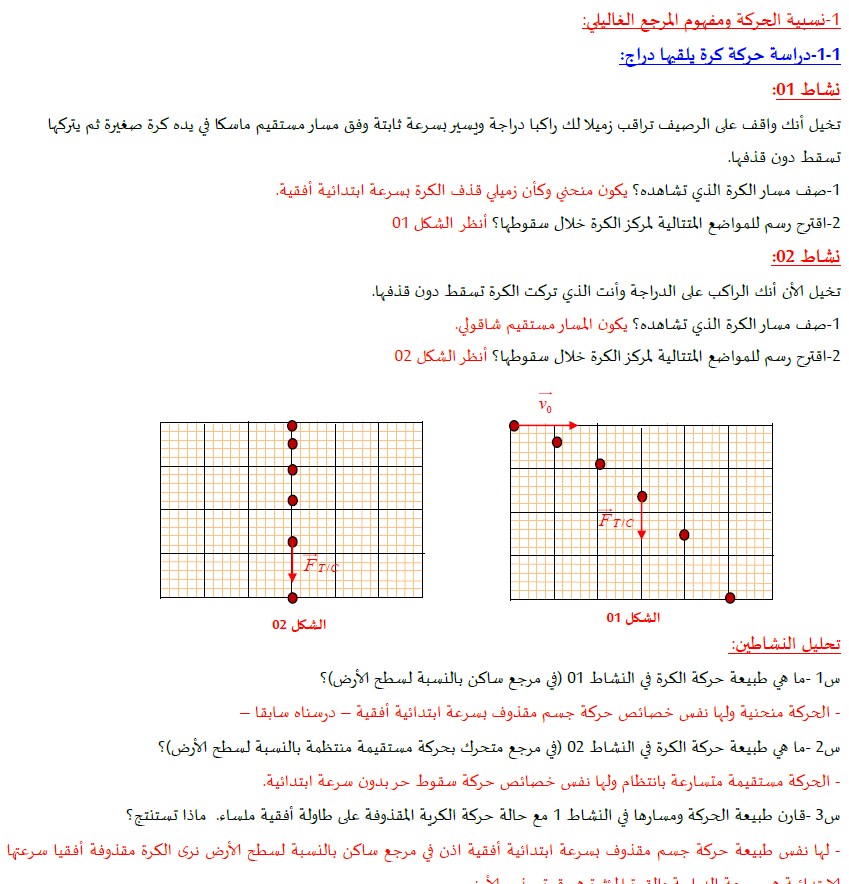 1-نسبية الحركة ومفهوم المرجع الغاليلي:
1-1-دراسة حركة كرة يلقيها دراج:
نشاط 01:
تخيل أنك واقف على الرصيف تراقب زميلا لك راكبا دراجة ويسير بسرعة ثابتة وفق مسار مستقيم ماسكا في يده كرة صغيرة ثم يتركها
تسقط دون قذفها.
1-صف مسار الكرة الذي تشاهده؟ يكون منحني وكأن زميلي قذف الكرة بسرعة ابتدائية أفقية.
2-اقترح رسم للمواضع المتتالية لمركز الكرة خلال سقوطها؟ أنظر الشكل 01
نشاط 02:
تخيل الأن أنك الراكب على الدراجة وأنت الذي تركت الكرة تسقط دون قذفها.
1-صف مسار الكرة الذي تشاهده؟ يكون المسار مستقيم شاقولي.
2-اقترح رسم للمواضع المتتالية لمركز الكرة خلال سقوطها؟ أنظر الشكل 02
v₀
F T/C
F T/C
الشكل 01
الشكل 02
تحليل النشاطين:
س1 -ما هي طبيعة حركة الكرة في النشاط 01 (في مرجع ساكن بالنسبة لسطح الأرض)؟
- الحركة منحنية ولها نفس خصائص حركة جسم مقذوف بسرعة ابتدائية أفقية – درسناه سابقا –
س2 -ما هي طبيعة حركة الكرة في النشاط 02 (في مرجع متحرك بحركة مستقيمة منتظمة بالنسبة لسطح الأرض)؟
- الحركة مستقيمة متسارعة بانتظام ولها نفس خصائص حركة سقوط حر بدون سرعة ابتدائية.
س3 -قارن طبيعة الحركة ومسارها في النشاط 1 مع حالة حركة الكرية المقذوفة على طاولة أفقية ملساء. ماذا تستنتج؟
- لها نفس طبيعة حركة جسم مقذوف بسرعة ابتدائية أفقية اذن في مرجع ساكن بالنسبة لسطح الأرض نرى الكرة مقذوفة أفقيا سرعتها